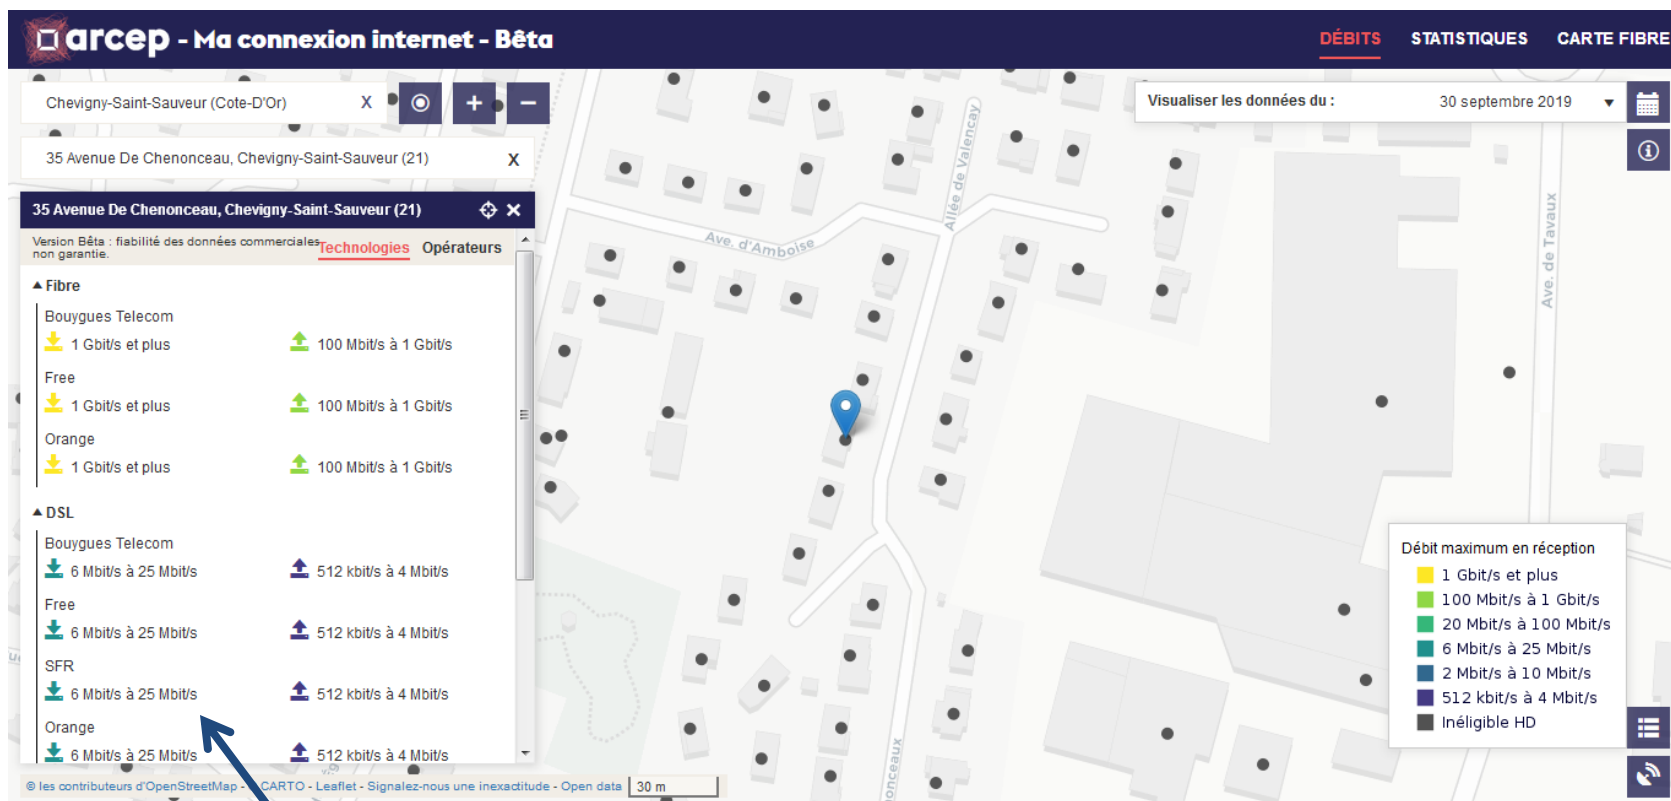 arcep - Ma connexion internet - Bêta
DÉBITS STATISTIQUES CARTE FIBRE
Chevigny-Saint-Sauveur (Cote-D'Or) X
+ −
Visualiser les données du : 30 septembre 2019
35 Avenue De Chenonceau, Chevigny-Saint-Sauveur (21) X
35 Avenue De Chenonceau, Chevigny-Saint-Sauveur (21)
Version Bêta : fiabilité des données commerciales
non garantie.
Technologies Opérateurs
Fibre
Bouygues Telecom
1 Gbit/s et plus 100 Mbit/s à 1 Gbit/s
Free
1 Gbit/s et plus 100 Mbit/s à 1 Gbit/s
Orange
1 Gbit/s et plus 100 Mbit/s à 1 Gbit/s
DSL
Bouygues Telecom
6 Mbit/s à 25 Mbit/s 512 kbit/s à 4 Mbit/s
Free
6 Mbit/s à 25 Mbit/s 512 kbit/s à 4 Mbit/s
SFR
6 Mbit/s à 25 Mbit/s 512 kbit/s à 4 Mbit/s
Orange
6 Mbit/s à 25 Mbit/s 512 kbit/s à 4 Mbit/s
Allée de Valencay
Ave. d'Amboise
Ave. de Tavaux
Débit maximum en réception
1 Gbit/s et plus
100 Mbit/s à 1 Gbit/s
20 Mbit/s à 100 Mbit/s
6 Mbit/s à 25 Mbit/s
2 Mbit/s à 10 Mbit/s
512 kbit/s à 4 Mbit/s
Inéligible HD
© les contributeurs d'OpenStreetMap - CARTO - Leaflet - Signalez-nous une inexactitude - Open data
30 m